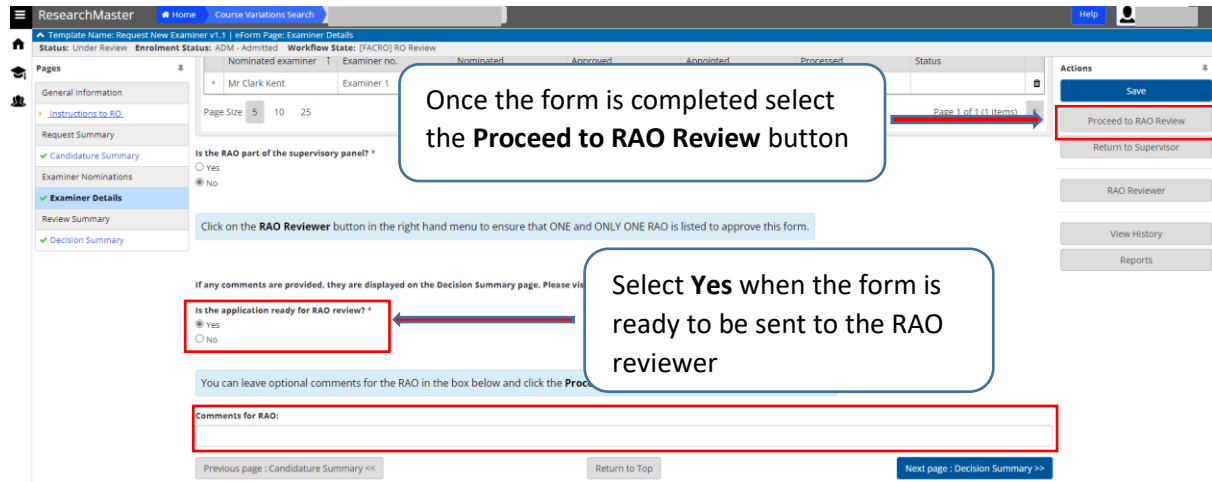 ResearchMaster Home Course Variations Search Help
Template Name: Request New Examiner v1.1 | eForm Page: Examiner Details
Status: Under Review Enrolment Status: ADM - Admitted Workflow State: [FACRO] RO Review
Pages
General Information
Instructions to RO
Request Summary
Candidature Summary
Examiner Nominations
Examiner Details
Review Summary
Decision Summary
Nominated examiner Examiner no. Nominated Approved Appointed Processed Status
Mr Clark Kent Examiner 1
Page Size 5 10 25 Page 1 of 1 (1 items)
Once the form is completed select
the Proceed to RAO Review button
Is the RAO part of the supervisory panel? *
Yes
No
Click on the RAO Reviewer button in the right hand menu to ensure that ONE and ONLY ONE RAO is listed to approve this form.
If any comments are provided, they are displayed on the Decision Summary page. Please vis
Select Yes when the form is
ready to be sent to the RAO
reviewer
Is the application ready for RAO review? *
Yes
No
You can leave optional comments for the RAO in the box below and click the Proc
Comments for RAO:
Previous page : Candidature Summary << Return to Top Next page : Decision Summary >>
Actions
Save
Proceed to RAO Review
Return to Supervisor
RAO Reviewer
View History
Reports